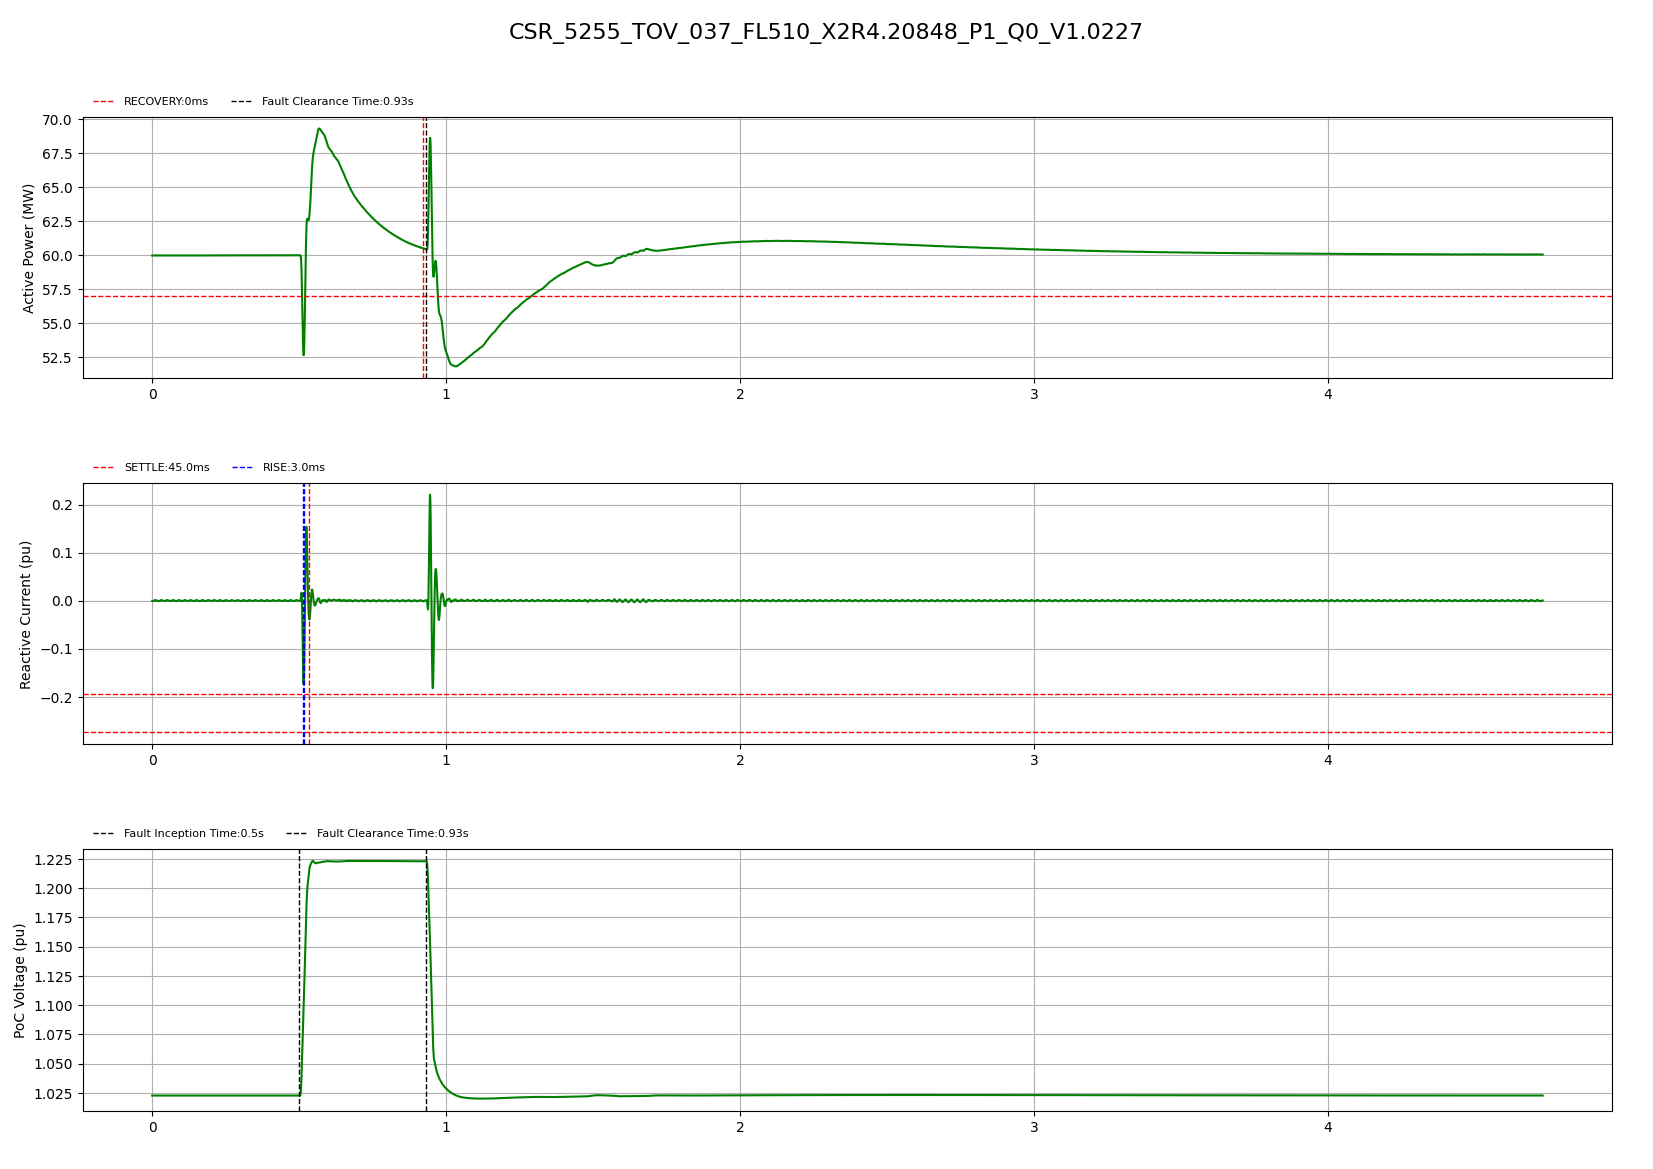 CSR_5255_TOV_037_FL510_X2R4.20848_P1_Q0_V1.0227
RECOVERY:0ms Fault Clearance Time:0.93s
Active Power (MW)
70.0
67.5
65.0
62.5
60.0
57.5
55.0
52.5
0 1 2 3 4
SETTLE:45.0ms RISE:3.0ms
Reactive Current (pu)
0.2
0.1
0.0
−0.1
−0.2
0 1 2 3 4
Fault Inception Time:0.5s Fault Clearance Time:0.93s
PoC Voltage (pu)
1.225
1.200
1.175
1.150
1.125
1.100
1.075
1.050
1.025
0 1 2 3 4